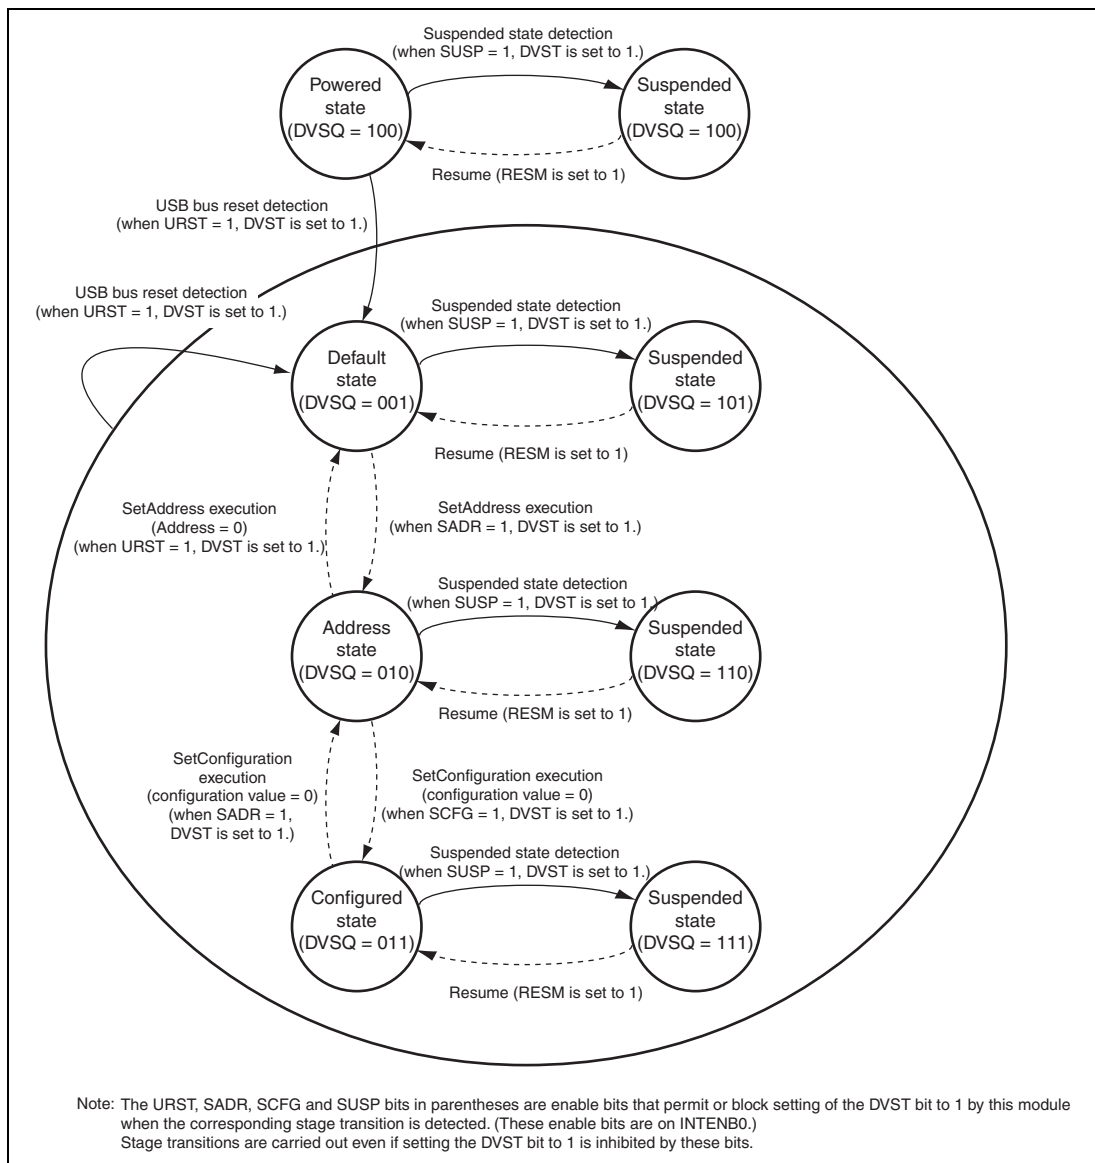 Suspended state detection
(when SUSP = 1, DVST is set to 1.)
Powered
state
(DVSQ = 100)
Suspended
state
(DVSQ = 100)
Resume (RESM is set to 1)
USB bus reset detection
(when URST = 1, DVST is set to 1.)
USB bus reset detection
(when URST = 1, DVST is set to 1.)
Suspended state detection
(when SUSP = 1, DVST is set to 1.)
Default
state
(DVSQ = 001)
Suspended
state
(DVSQ = 101)
Resume (RESM is set to 1)
SetAddress execution
(Address = 0)
(when URST = 1, DVST is set to 1.)
SetAddress execution
(when SADR = 1, DVST is set to 1.)
Suspended state detection
(when SUSP = 1, DVST is set to 1.)
Address
state
(DVSQ = 010)
Suspended
state
(DVSQ = 110)
Resume (RESM is set to 1)
SetConfiguration
execution
(configuration value = 0)
(when SADR = 1,
DVST is set to 1.)
SetConfiguration execution
(configuration value = 0)
(when SCFG = 1, DVST is set to 1.)
Suspended state detection
(when SUSP = 1, DVST is set to 1.)
Configured
state
(DVSQ = 011)
Suspended
state
(DVSQ = 111)
Resume (RESM is set to 1)
Note: The URST, SADR, SCFG and SUSP bits in parentheses are enable bits that permit or block setting of the DVST bit to 1 by this module
when the corresponding stage transition is detected. (These enable bits are on INTENB0.)
Stage transitions are carried out even if setting the DVST bit to 1 is inhibited by these bits.